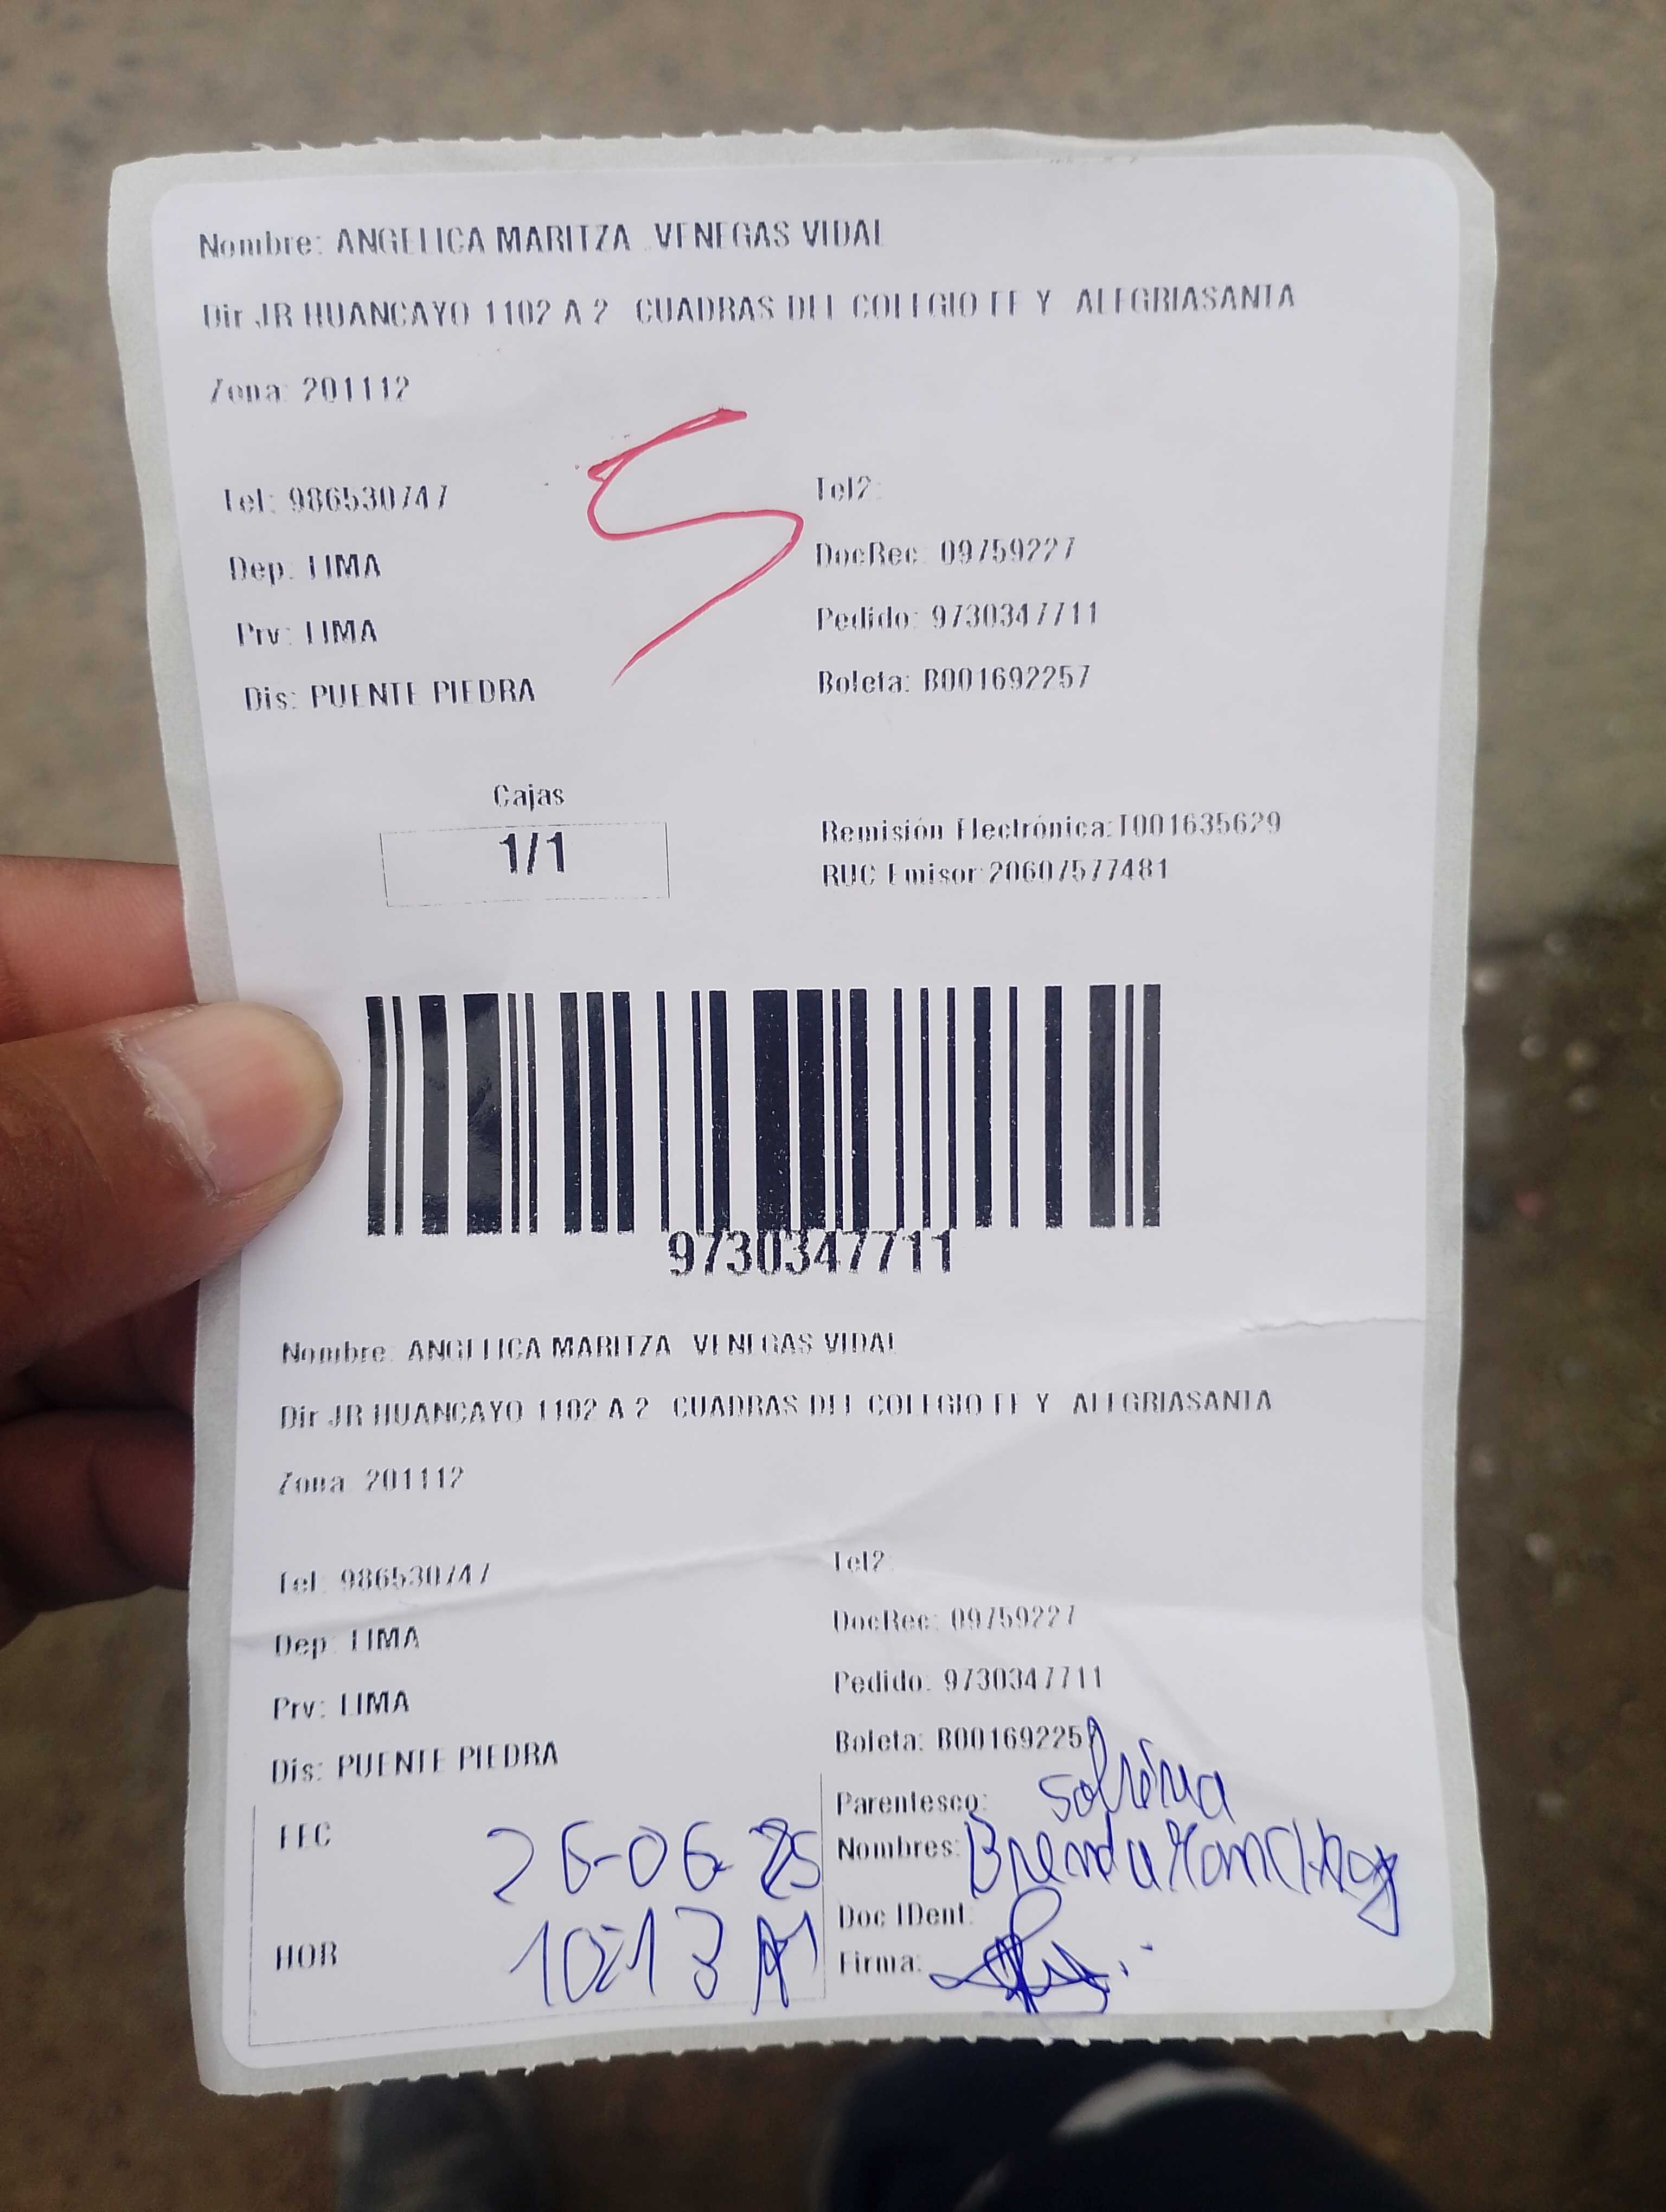 Nombre: ANGELICA MARITZA VENEGAS VIDAL
Dir JR HUANCAYO 1102 A 2 CUADRAS DEL COLEGIO FE Y ALEGRIASANTA
Zona: 201112
5
Tel: 986530747 Tel2:
Dep. LIMA DocRec: 09759227
Prv: LIMA Pedido: 9730347711
Dis: PUENTE PIEDRA Boleta: B001692257
Cajas
1/1
Remisión Electrónica:T001635629
RUC Emisor:20607577481
9730347711
Nombre: ANGELICA MARITZA VENEGAS VIDAL
Dir JR HUANCAYO 1102 A 2 CUADRAS DEL COLEGIO FE Y ALEGRIASANTA
Zona: 201112
Tel: 986530747 Tel2:
Dep: LIMA DocRec: 09759227
Prv: LIMA Pedido: 9730347711
Dis: PUENTE PIEDRA Boleta: B001692257
Parentesco: Sobrina
FEC 26-06-25 Nombres: Brenda
Doc IDent:
HOR 10:13 A Firma: